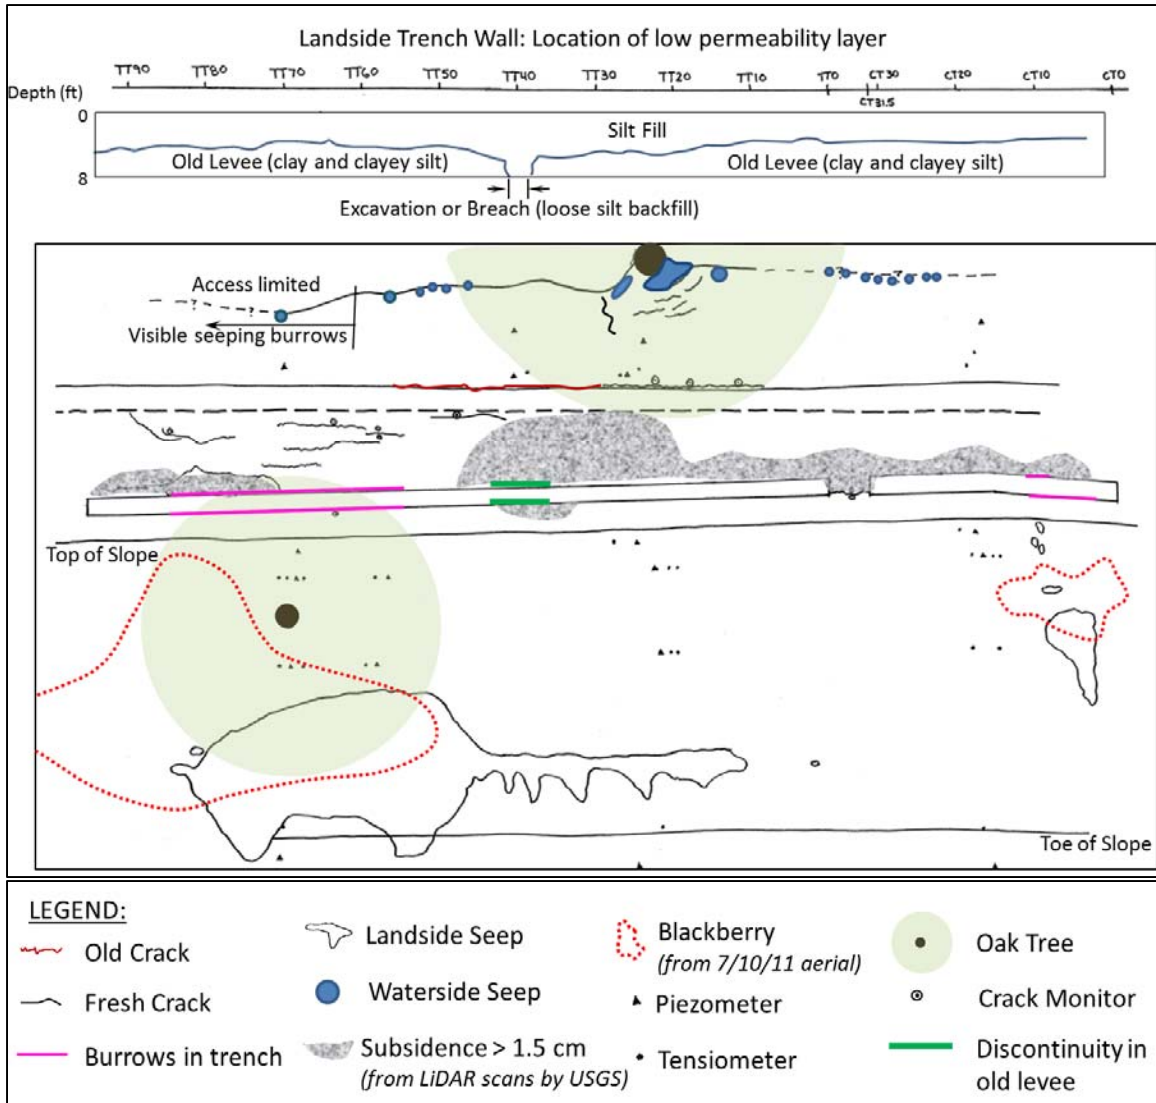 Landside Trench Wall: Location of low permeability layer
TT90 TT80 TT70 TT60 TT50 TT40 TT30 TT20 TT10 TT0 CT30 CT20 CT10 CT0
CT31.5
Depth (ft)
0
Silt Fill
Old Levee (clay and clayey silt) Old Levee (clay and clayey silt)
8
Excavation or Breach (loose silt backfill)
Access limited
? ? ?
Visible seeping burrows
Top of Slope
Toe of Slope
LEGEND:
Old Crack
Fresh Crack
Burrows in trench
Landside Seep
Waterside Seep
Subsidence > 1.5 cm
(from LiDAR scans by USGS)
Blackberry
(from 7/10/11 aerial)
Piezometer
Tensiometer
Oak Tree
Crack Monitor
Discontinuity in
old levee